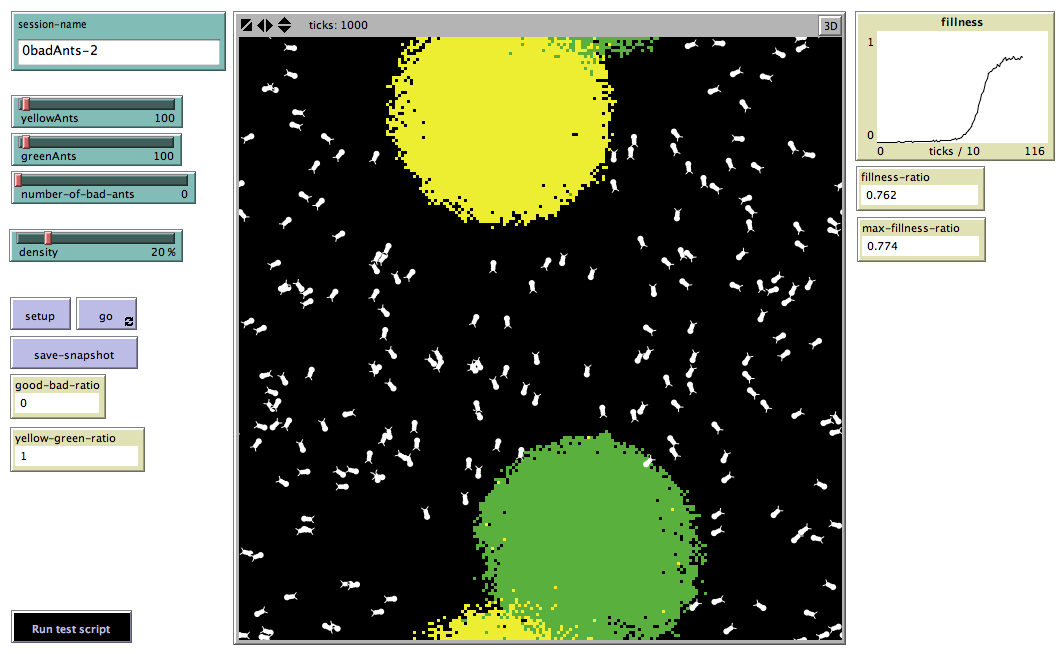 session-name
0badAnts-2
yellowAnts 100
greenAnts 100
number-of-bad-ants 0
density 20 %
setup
go
save-snapshot
good-bad-ratio
0
yellow-green-ratio
1
Run test script
ticks: 1000
3D
fillness
1
0
0 ticks / 10 116
fillness-ratio
0.762
max-fillness-ratio
0.774